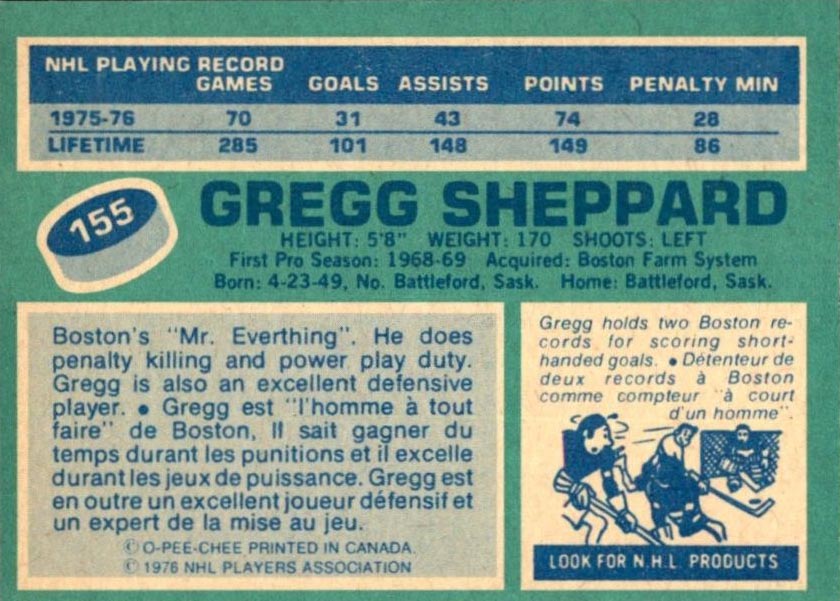 NHL PLAYING RECORD
GAMES GOALS ASSISTS POINTS PENALTY MIN
1975-76 70 31 43 74 28
LIFETIME 285 101 148 149 86
155
GREGG SHEPPARD
HEIGHT: 5'8" WEIGHT: 170 SHOOTS: LEFT
First Pro Season: 1968-69 Acquired: Boston Farm System
Born: 4-23-49, No. Battleford, Sask. Home: Battleford, Sask.
Boston's "Mr. Everthing". He does
penalty killing and power play duty.
Gregg is also an excellent defensive
player. • Gregg est "l'homme à tout
faire" de Boston, Il sait gagner du
temps durant les punitions et il excelle
durant les jeux de puissance. Gregg est
en outre un excellent joueur défensif et
un expert de la mise au jeu.
© O-PEE-CHEE PRINTED IN CANADA.
© 1976 NHL PLAYERS ASSOCIATION
Gregg holds two Boston re-
cords for scoring short-
handed goals. • Détenteur de
deux records à Boston
comme compteur "à court
d'un homme".
LOOK FOR N.H.L PRODUCTS